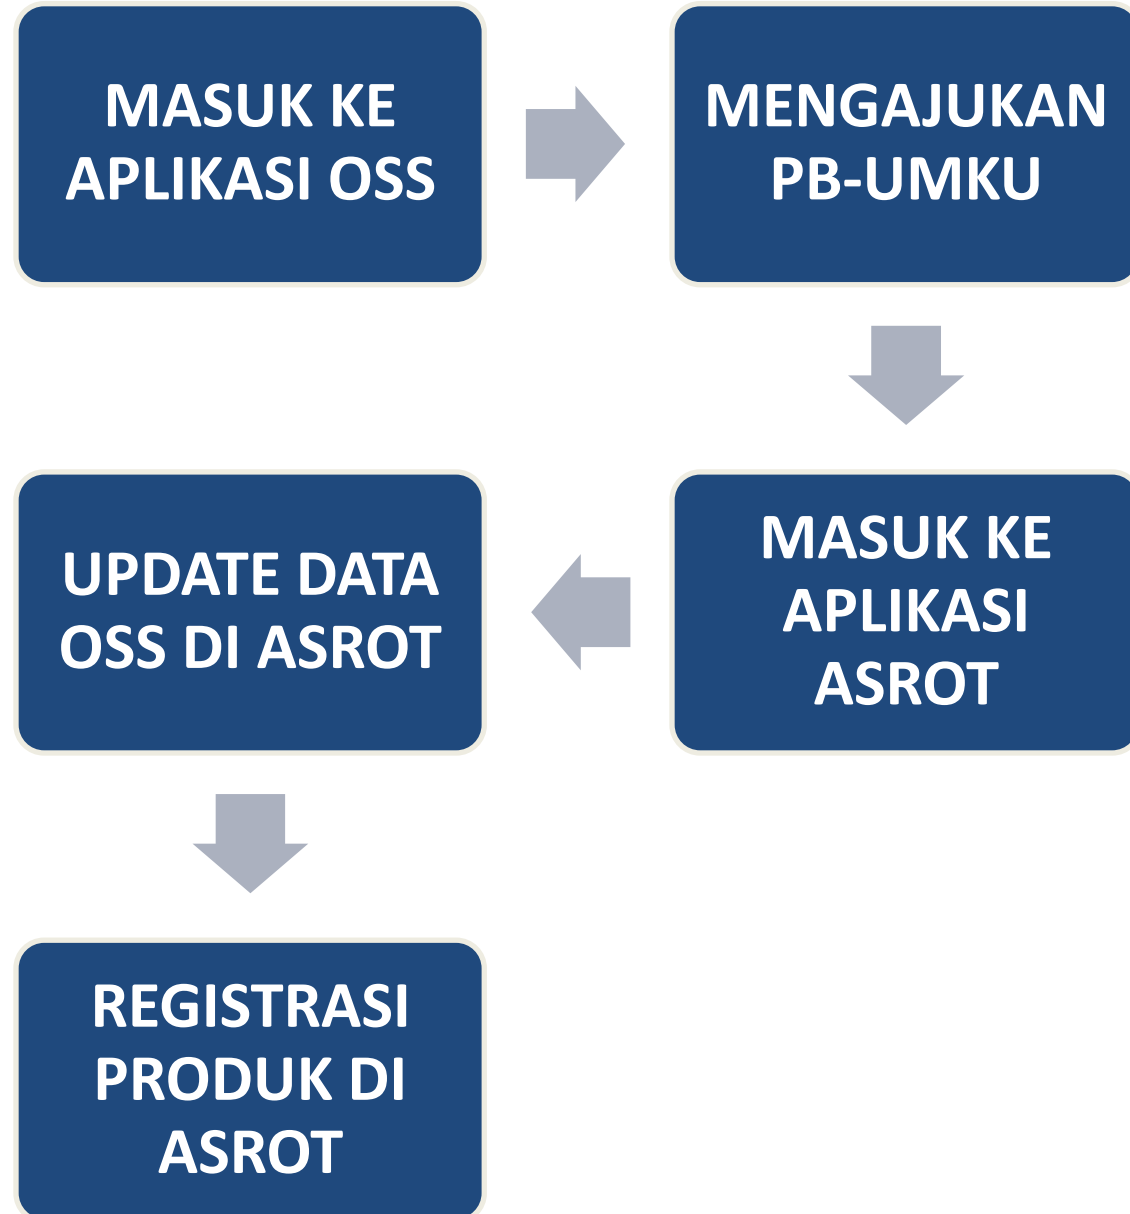 MASUK KE
APLIKASI OSS
MENGAJUKAN
PB-UMKU
MASUK KE
APLIKASI
ASROT
UPDATE DATA
OSS DI ASROT
REGISTRASI
PRODUK DI
ASROT